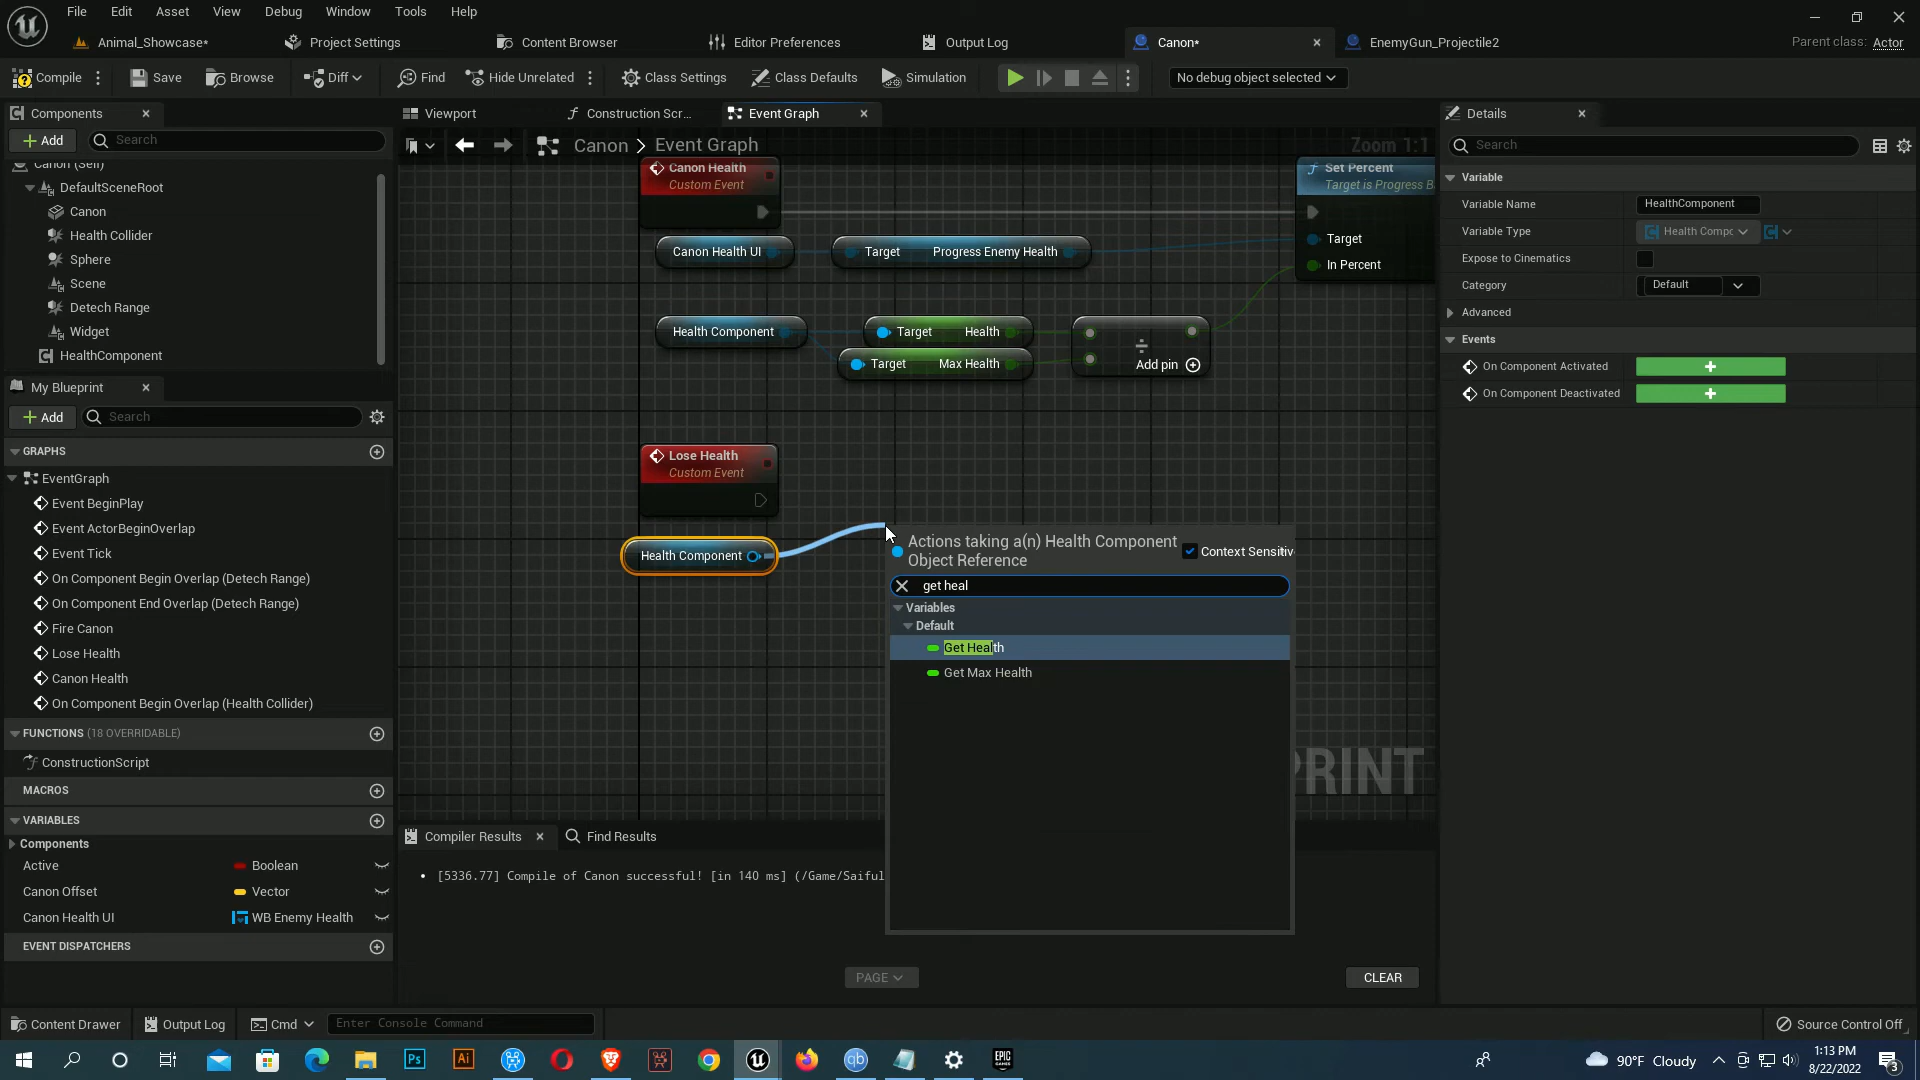 File Edit Asset View Debug Window Tools Help
Animal_Showcase* Project Settings Content Browser Editor Preferences Output Log Canon* EnemyGun_Projectile2 Parent class: Actor
Compile Save Browse Diff Find Hide Unrelated Class Settings Class Defaults Simulation No debug object selected
Components Viewport Construction Scr... Event Graph Details
Add Search Canon Event Graph Zoom 1:1 Search
Canon (Self)
DefaultSceneRoot
Canon
Health Collider
Sphere
Scene
Detech Range
Widget
HealthComponent
My Blueprint
Add Search
GRAPHS
EventGraph
Event BeginPlay
Event ActorBeginOverlap
Event Tick
On Component Begin Overlap (Detech Range)
On Component End Overlap (Detech Range)
Fire Canon
Lose Health
Canon Health
On Component Begin Overlap (Health Collider)
FUNCTIONS (18 OVERRIDABLE)
ConstructionScript
MACROS
VARIABLES
Components
Active Boolean
Canon Offset Vector
Canon Health UI WB Enemy Health
EVENT DISPATCHERS
Canon Health
Custom Event
Set Percent
Target is Progress B
Canon Health UI Target Progress Enemy Health Target
In Percent
Health Component Target Health
Target Max Health Add pin
Lose Health
Custom Event
Health Component
Actions taking a(n) Health Component
Object Reference
Context Sensitiv
get heal
Variables
Default
Get Health
Get Max Health
PRINT
Compiler Results Find Results
• [5336.77] Compile of Canon successful! [in 140 ms] (/Game/Saiful
PAGE CLEAR
Variable
Variable Name HealthComponent
Variable Type Health Compc
Expose to Cinematics
Category Default
Advanced
Events
On Component Activated
On Component Deactivated
Content Drawer Output Log Cmd Enter Console Command Source Control Off
Ps Ai qb EPIC GAMES 90°F Cloudy 1:13 PM
8/22/2022
3